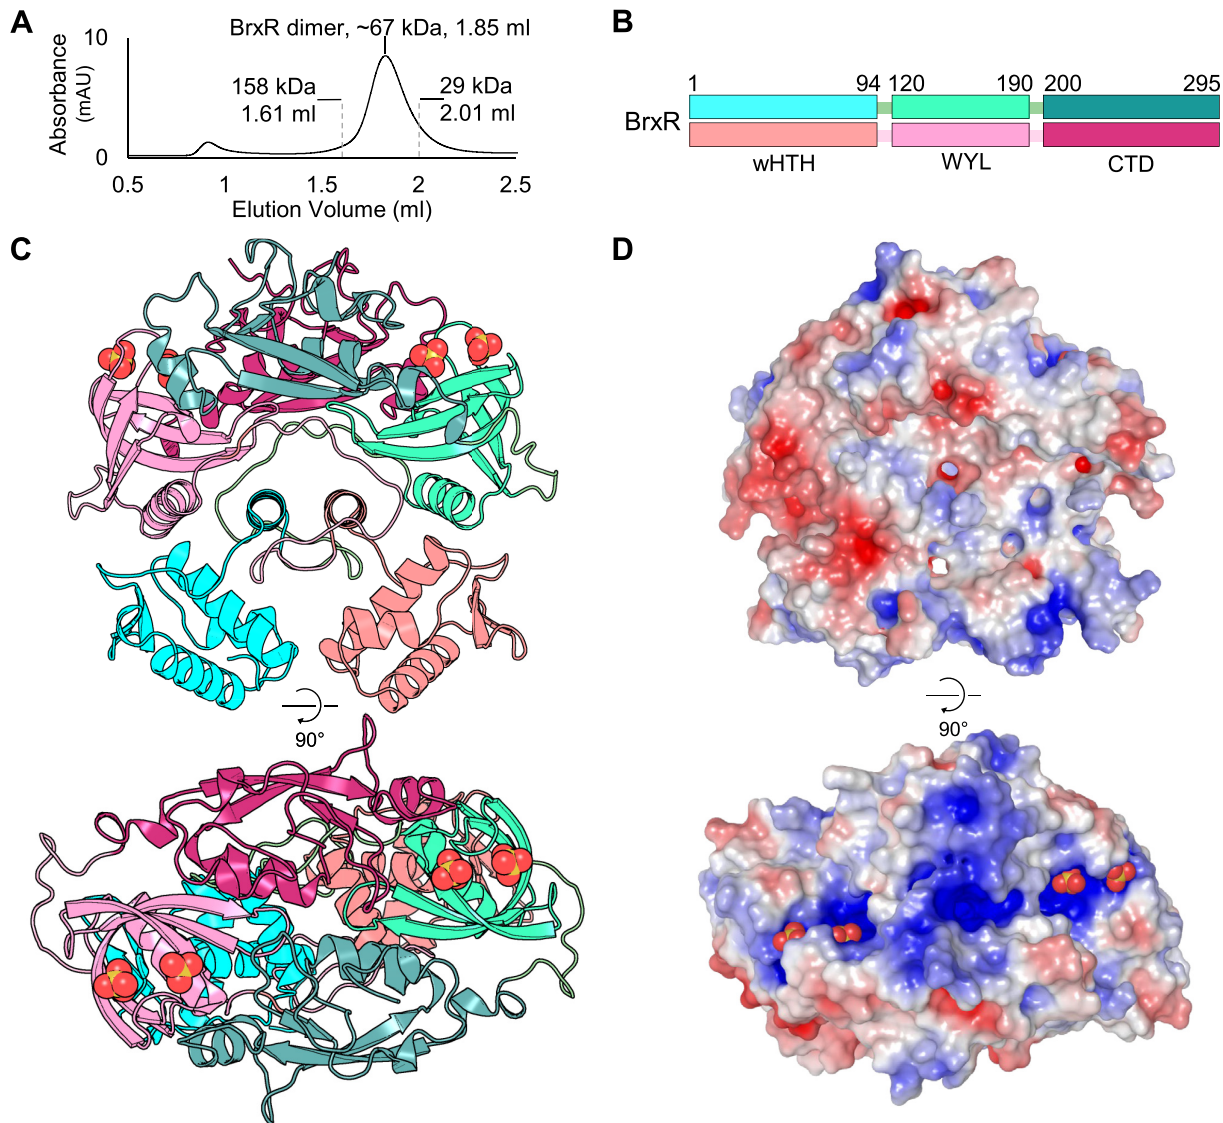 A
BrxR dimer, ~67 kDa, 1.85 ml
10
Absorbance
(mAU)
158 kDa
1.61 ml
29 kDa
2.01 ml
0
0.5 1 1.5 2 2.5
Elution Volume (ml)
B
1 94 120 190 200 295
BrxR
wHTH WYL CTD
C
90°
D
90°